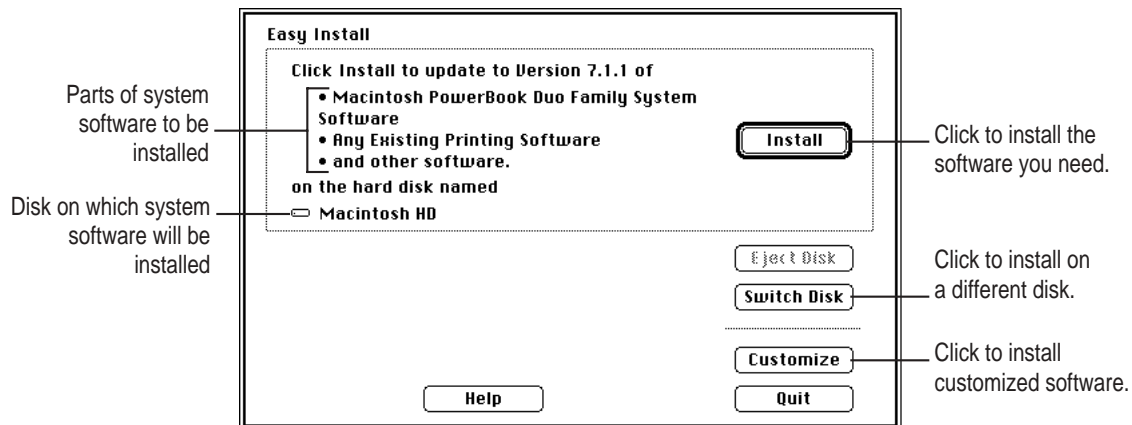 Easy Install
Click Install to update to Version 7.1.1 of
• Macintosh PowerBook Duo Family System
Software
• Any Existing Printing Software
• and other software.
on the hard disk named
Macintosh HD
Install
Eject Disk
Switch Disk
Customize
Help
Quit
Parts of system
software to be
installed
Disk on which system
software will be
installed
Click to install the
software you need.
Click to install on
a different disk.
Click to install
customized software.